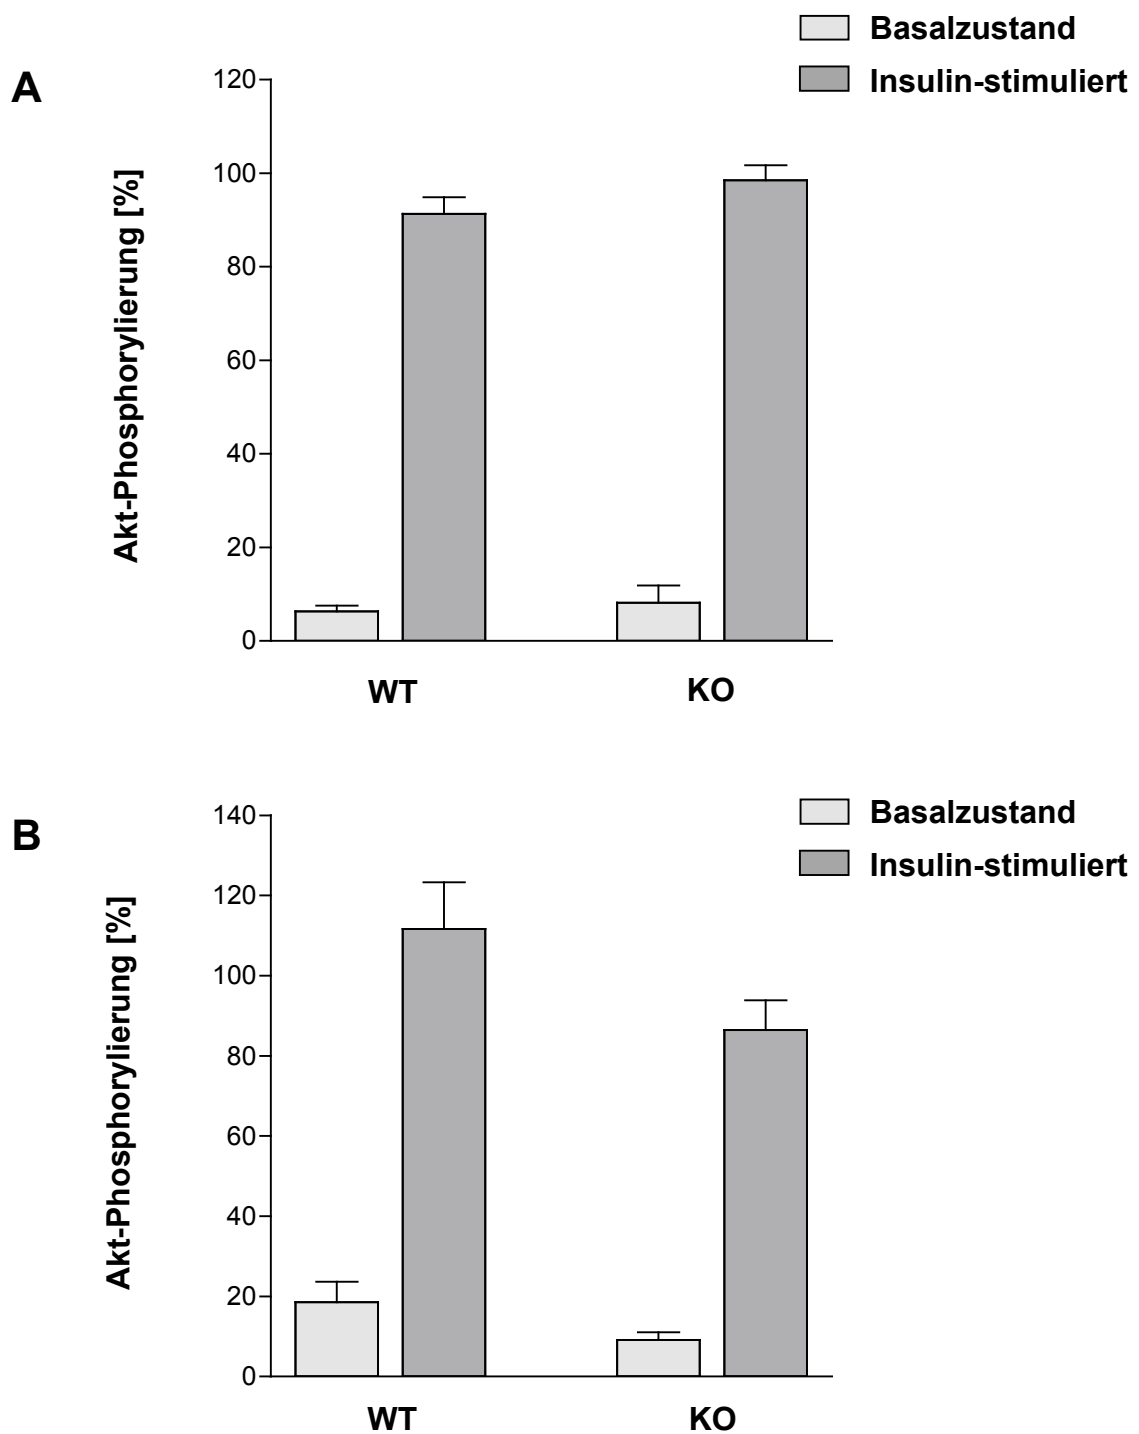 Basalzustand
Insulin-stimuliert
A
Akt-Phosphorylierung [%]
120
100
80
60
40
20
0
WT KO
Basalzustand
Insulin-stimuliert
B
Akt-Phosphorylierung [%]
140
120
100
80
60
40
20
0
WT KO